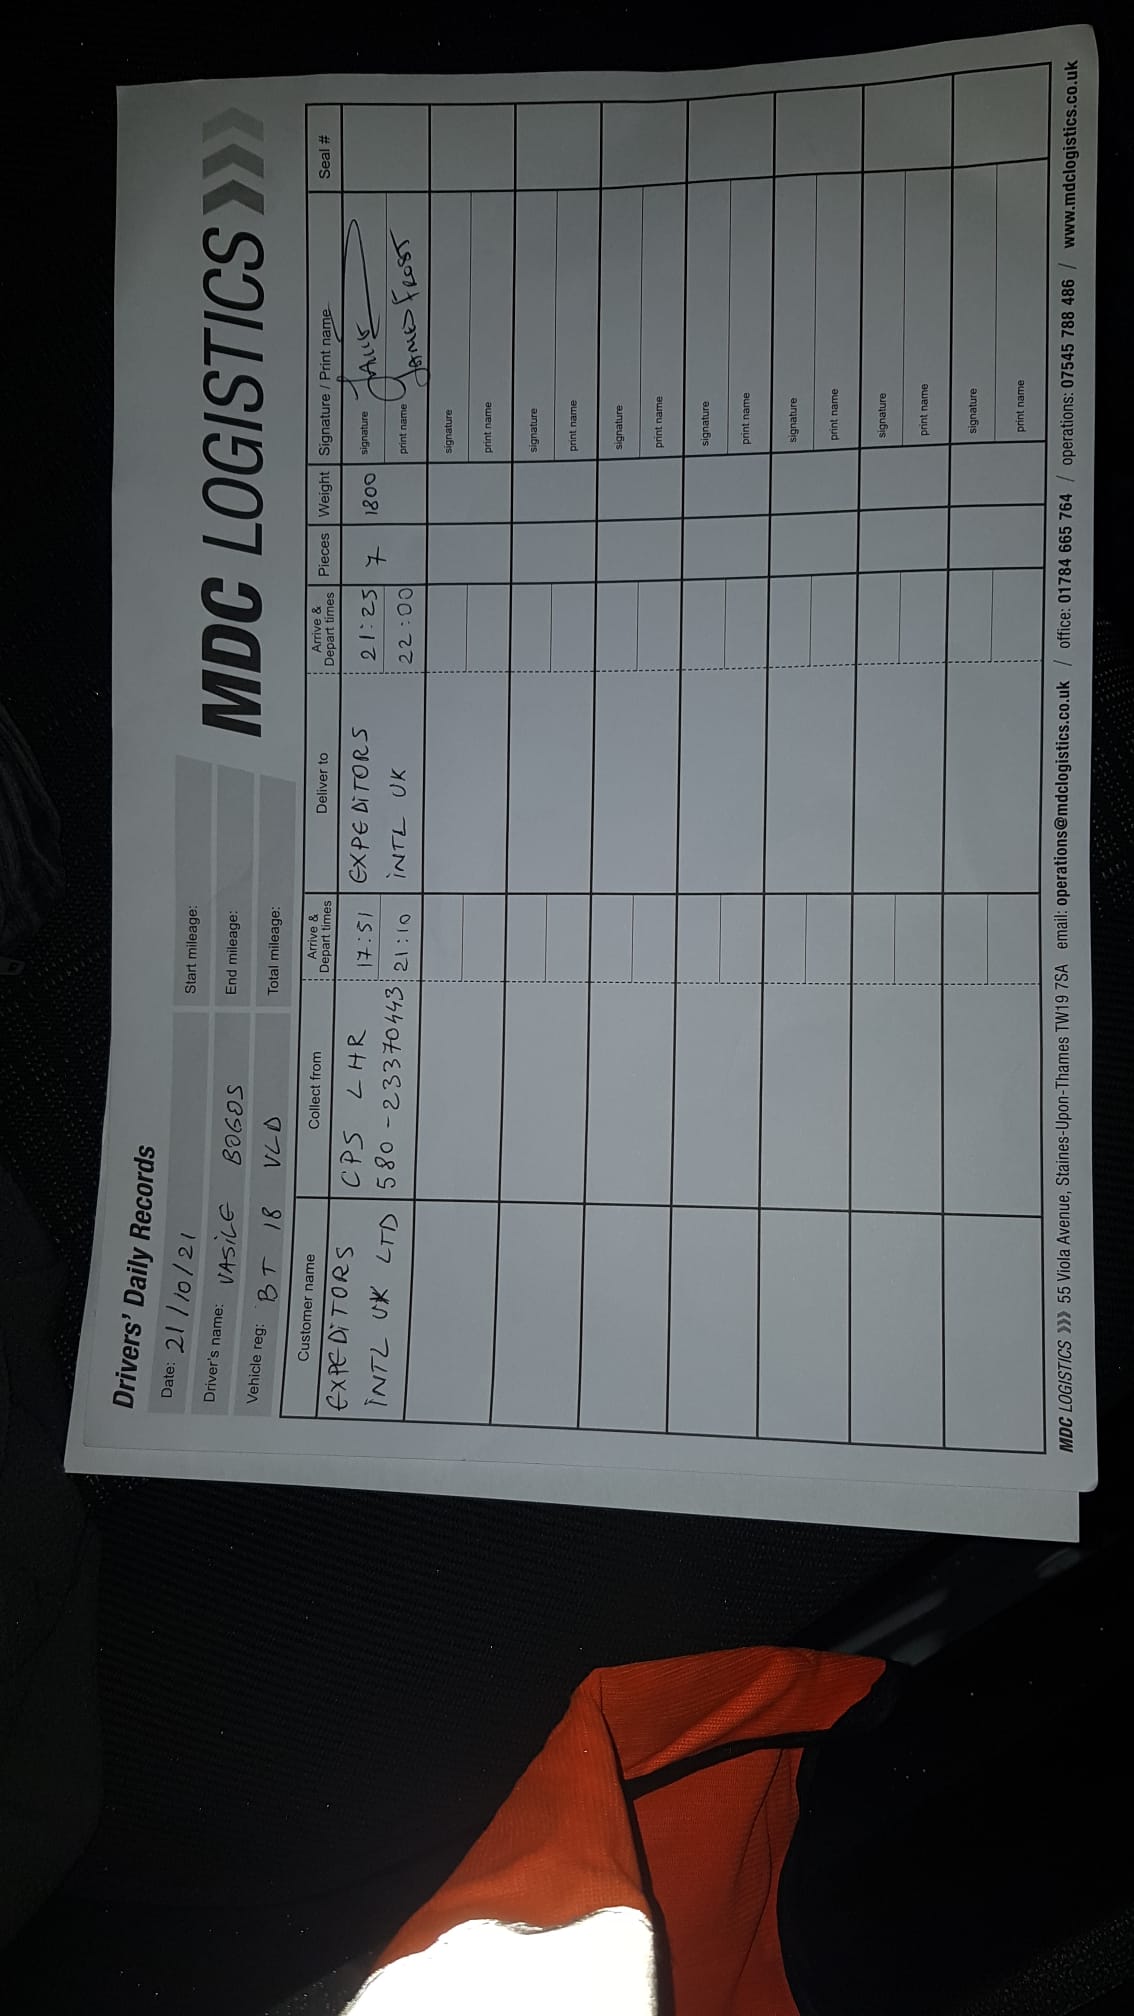 Drivers' Daily Records
MDC LOGISTICS
Date: 21/10/21
Start mileage:
Driver's name: VASILE BOGOS
End mileage:
Vehicle reg: BT 18 VLD
Total mileage:
Customer name Collect from Arrive & Depart times Deliver to Arrive & Depart times Pieces Weight Signature / Print name Seal #
EXPEDITORS CPS LHR 17:51 EXPEDITORS 21:25 7 1800 signature
INTL UK LTD 580-23370443 21:10 INTL UK 22:00 print name JAMES FROST
signature
print name
signature
print name
signature
print name
signature
print name
signature
print name
signature
print name
signature
print name
MDC LOGISTICS 55 Viola Avenue, Staines-Upon-Thames TW19 7SA email: operations@mdclogistics.co.uk / office: 01784 665 764 / operations: 07545 788 486 / www.mdclogistics.co.uk